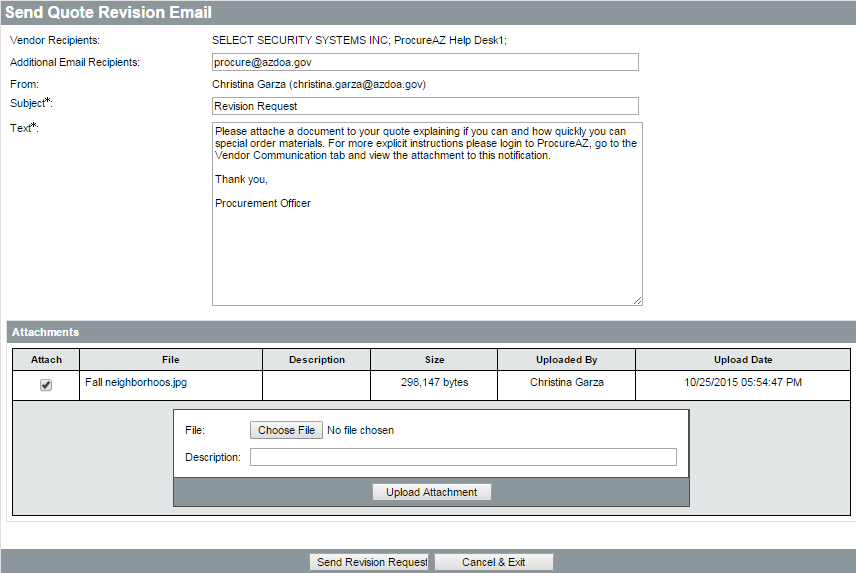 Send Quote Revision Email
Vendor Recipients: SELECT SECURITY SYSTEMS INC; ProcureAZ Help Desk1;
Additional Email Recipients: procure@azdoa.gov
From: Christina Garza (christina.garza@azdoa.gov)
Subject*: Revision Request
Text*:
Please attache a document to your quote explaining if you can and how quickly you can
special order materials. For more explicit instructions please login to ProcureAZ, go to the
Vendor Communication tab and view the attachment to this notification.
Thank you,
Procurement Officer
Attachments
Attach File Description Size Uploaded By Upload Date
Fall neighborhoos.jpg 298,147 bytes Christina Garza 10/25/2015 05:54:47 PM
File: Choose File No file chosen
Description:
Upload Attachment
Send Revision Request Cancel & Exit